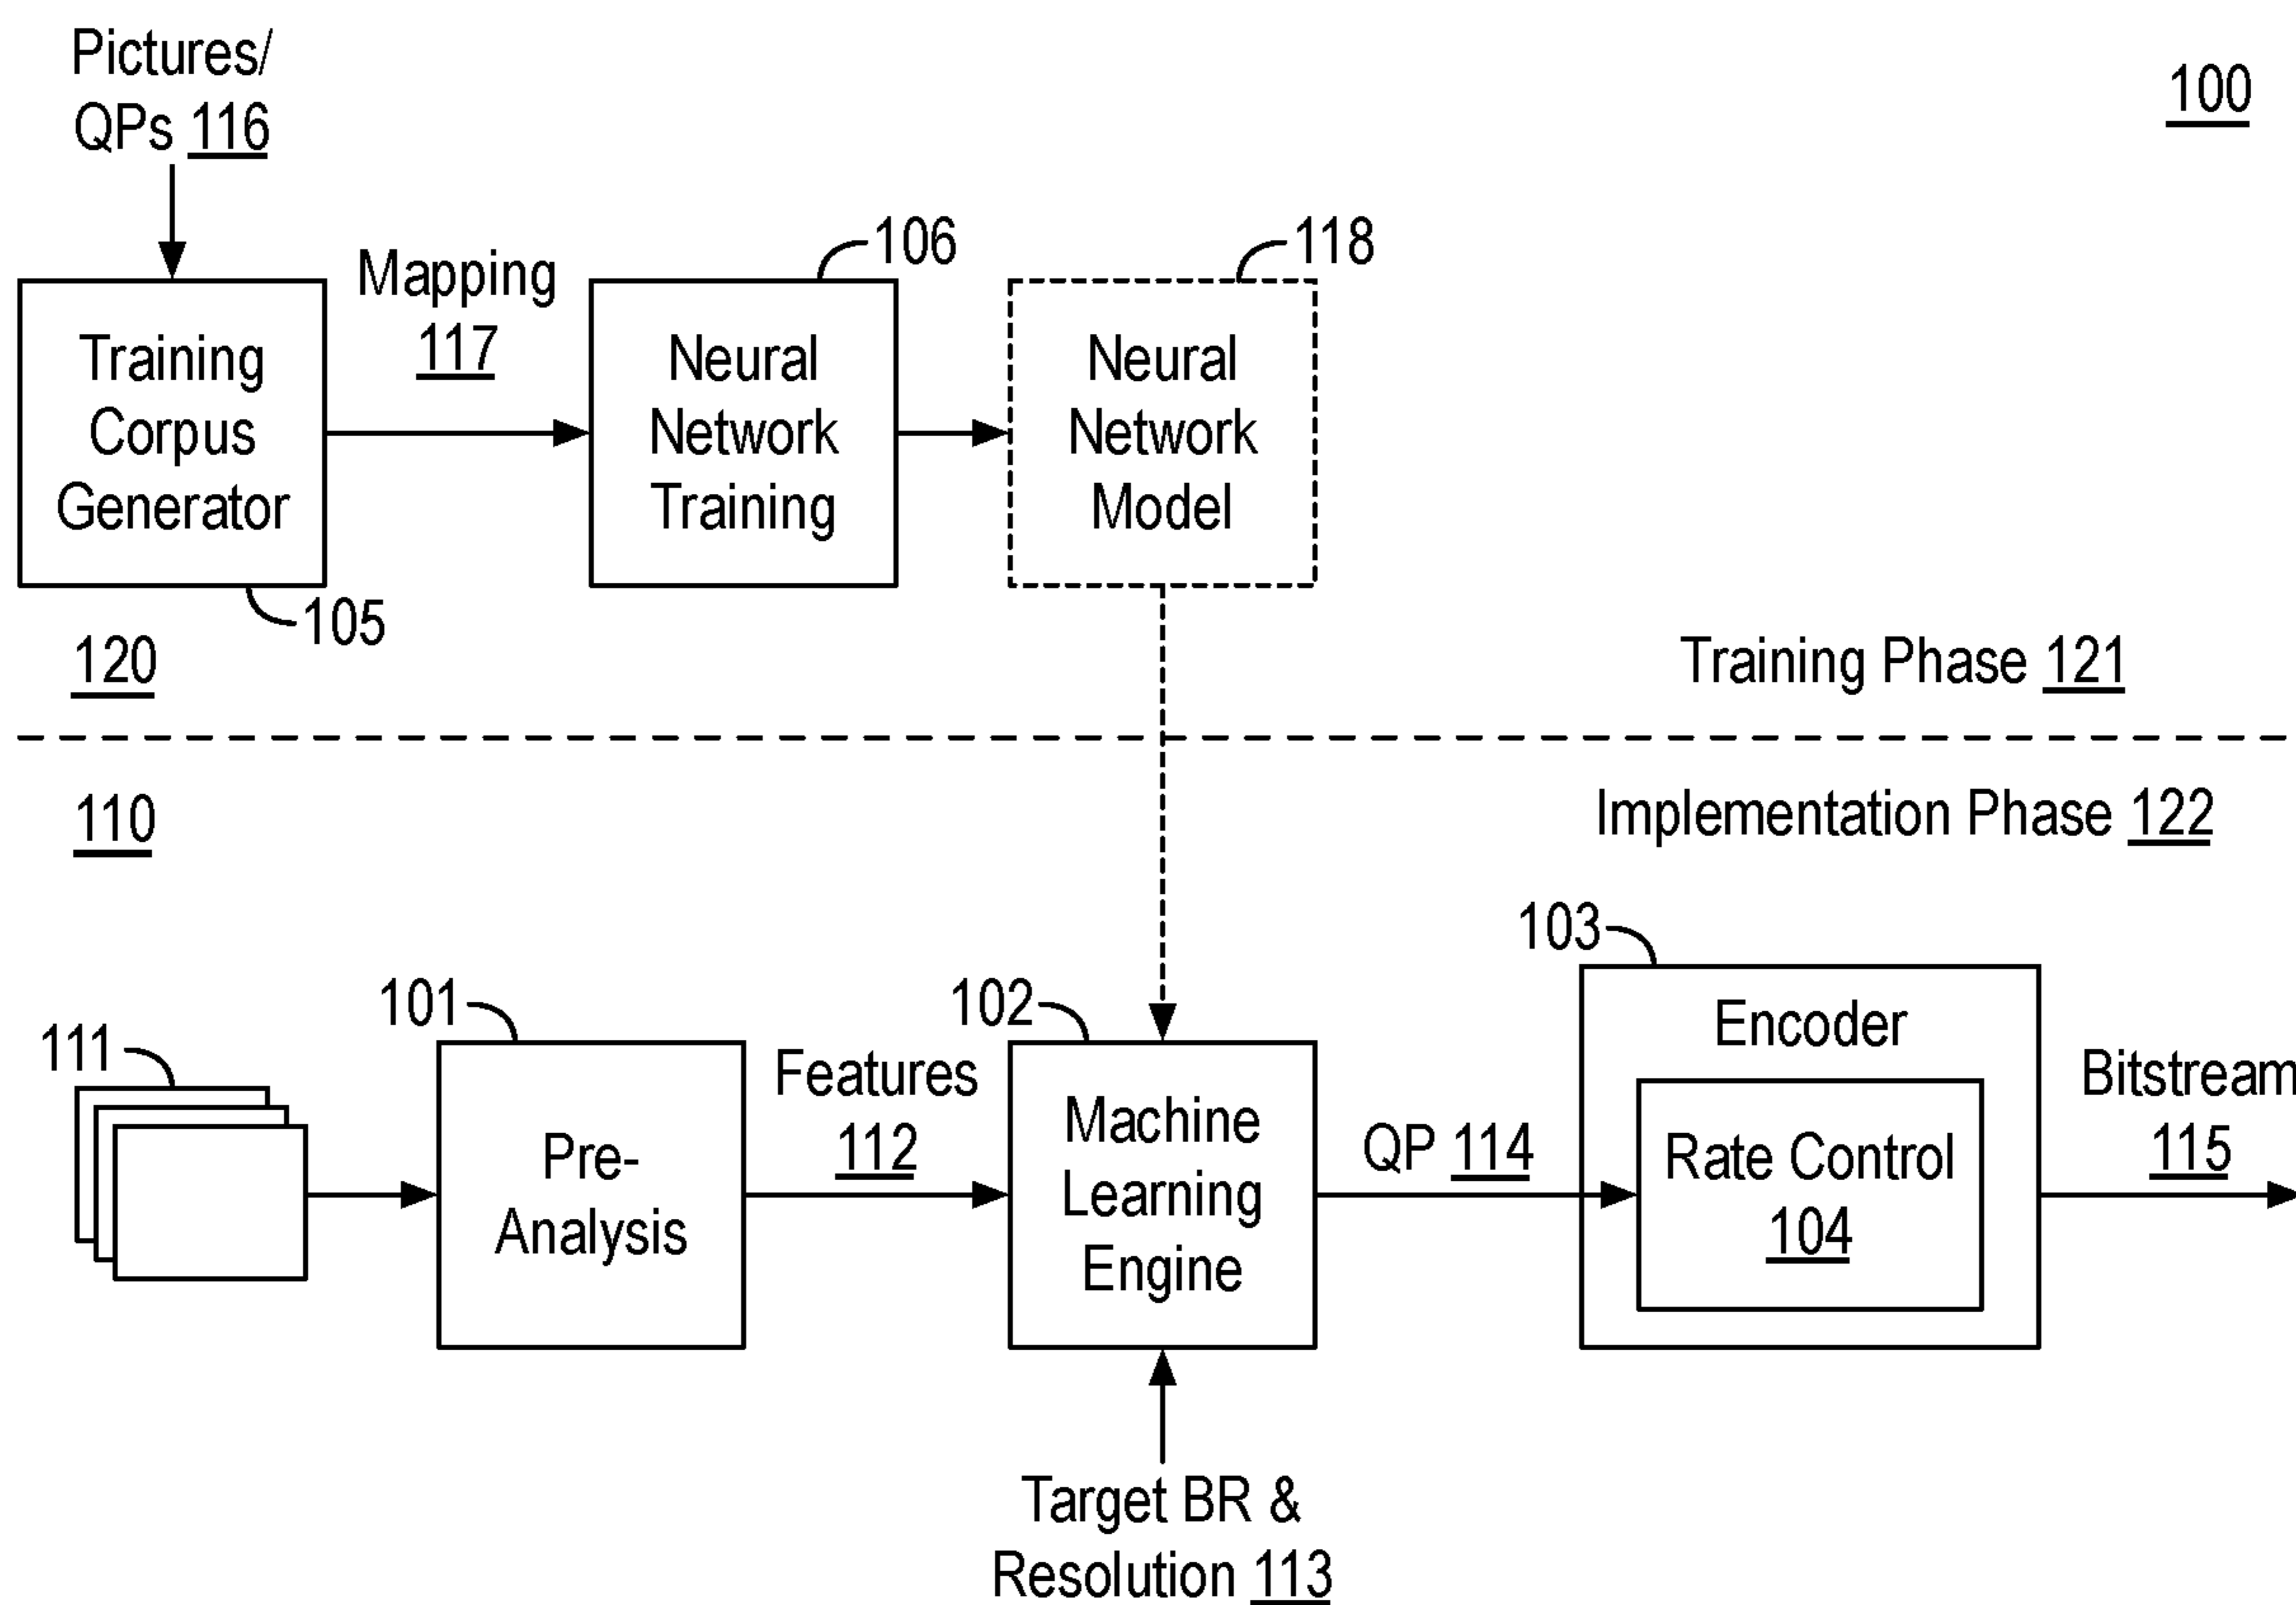 Pictures/
QPs 116
100
106
118
Mapping
117
Training
Corpus
Generator
Neural
Network
Training
Neural
Network
Model
105
120
Training Phase 121
110
Implementation Phase 122
103
101
102
111
Encoder
Features
112
Bitstream
115
Pre-
Analysis
Machine
Learning
Engine
QP 114
Rate Control
104
Target BR &
Resolution 113